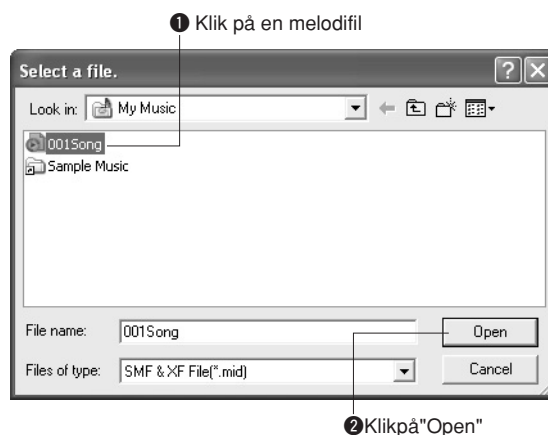 ❶ Klik på en melodifil
Select a file.
Look in: My Music
001Song
Sample Music
File name: 001Song Open
Files of type: SMF & XF File(*.mid) Cancel
❷Klikpå"Open"